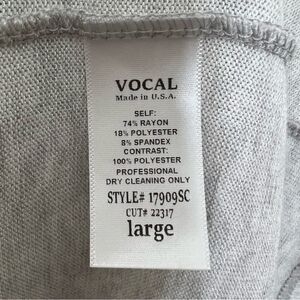 VOCAL
Made in U.S.A.
SELF:
74% RAYON
18% POLYESTER
8% SPANDEX
CONTRAST:
100% POLYESTER
PROFESSIONAL
DRY CLEANING ONLY
STYLE# 17909SC
CUT# 22317
large